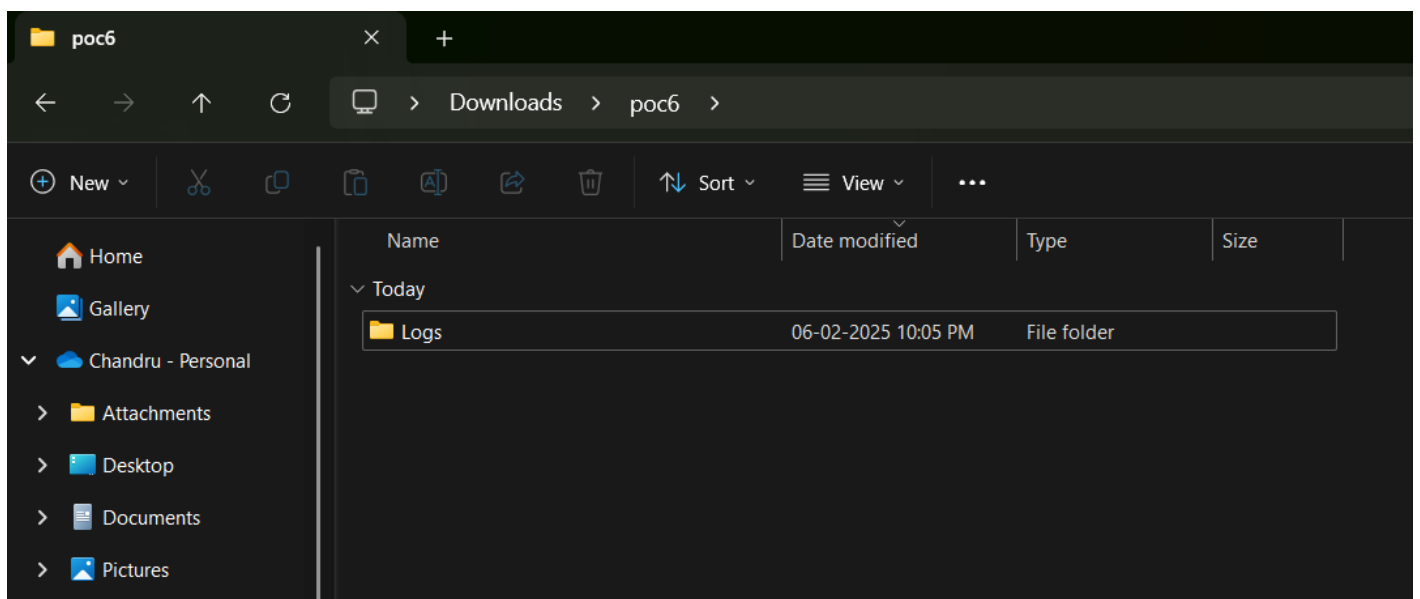 poc6
Downloads > poc6 >
New Sort View
Name Date modified Type Size
Home
Today
Gallery
Logs 06-02-2025 10:05 PM File folder
Chandru - Personal
Attachments
Desktop
Documents
Pictures